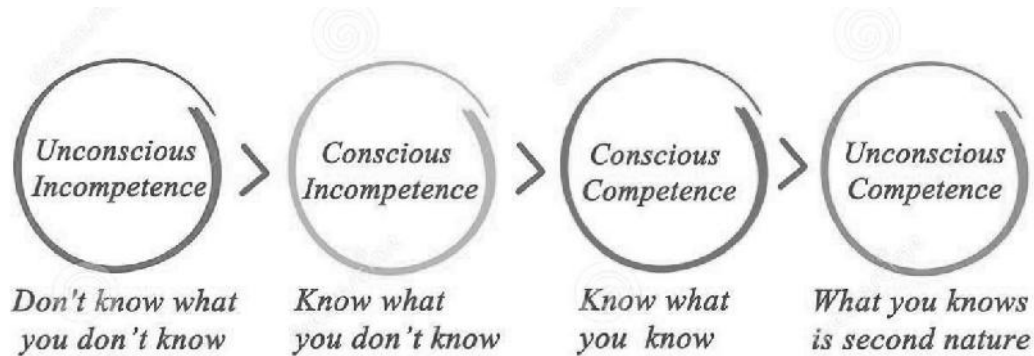 Unconscious
Incompetence
>
Conscious
Incompetence
>
Conscious
Competence
>
Unconscious
Competence
Don't know what
you don't know
Know what
you don't know
Know what
you know
What you knows
is second nature